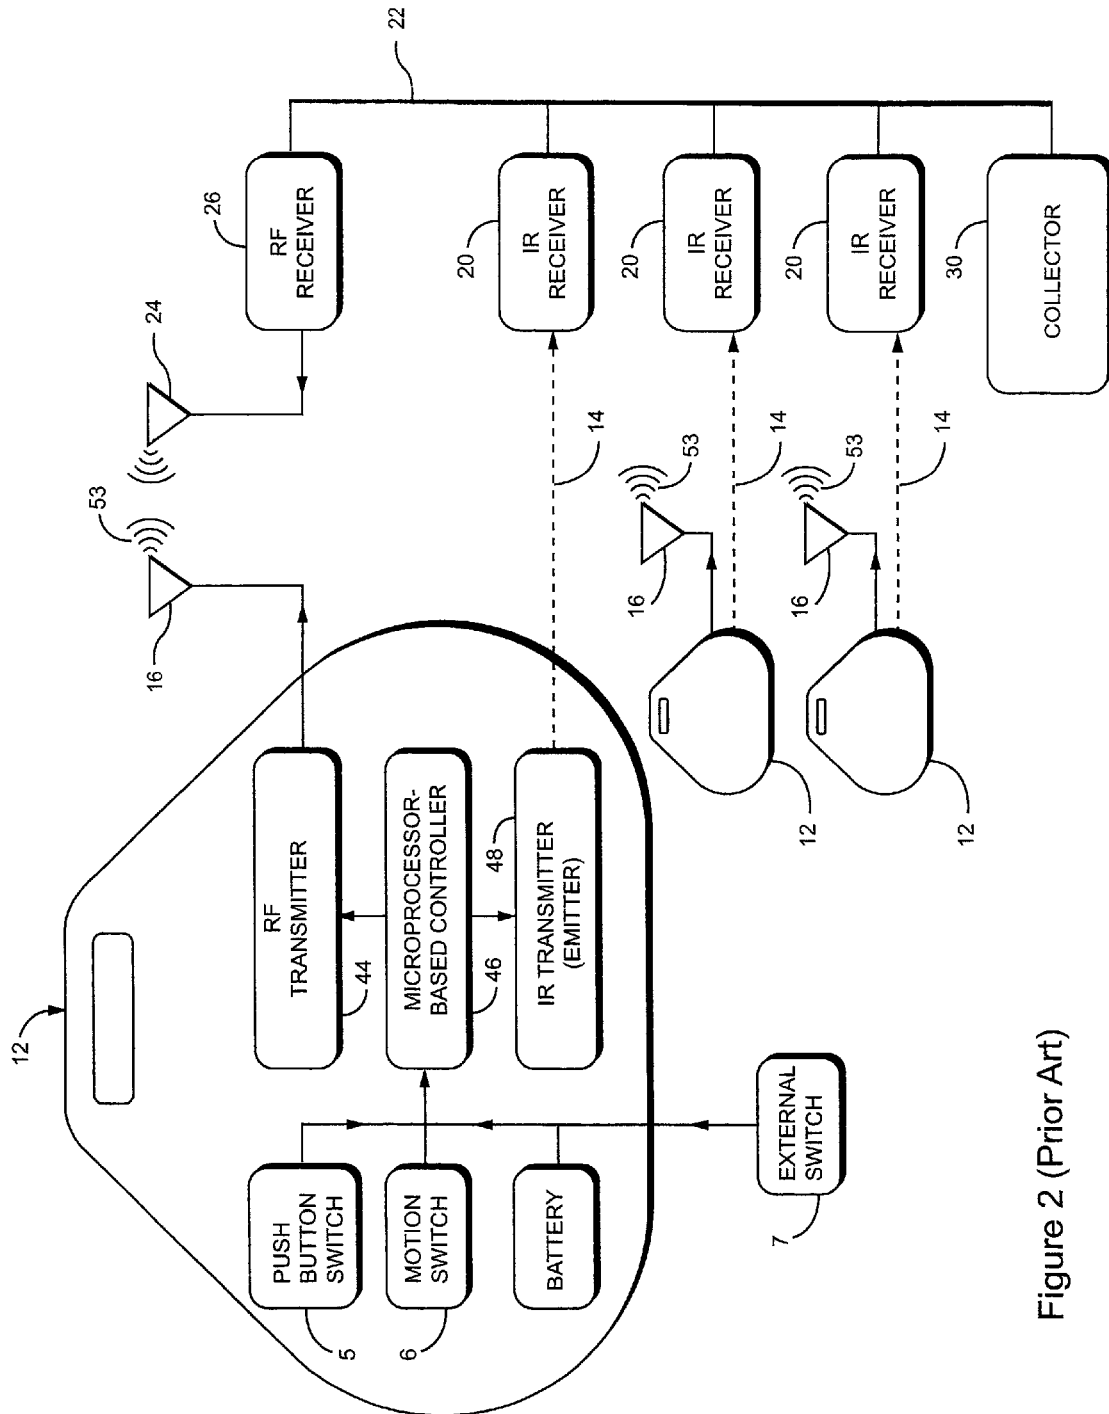 12
16
53
24
26
RF
RECEIVER
22
PUSH
BUTTON
SWITCH
5
RF
TRANSMITTER
44
MOTION
SWITCH
6
MICROPROCESSOR-
BASED CONTROLLER
46
BATTERY
48
IR TRANSMITTER
(EMITTER)
14
20
IR
RECEIVER
EXTERNAL
SWITCH
7
12
16
53
14
20
IR
RECEIVER
12
16
53
14
20
IR
RECEIVER
30
COLLECTOR
Figure 2 (Prior Art)